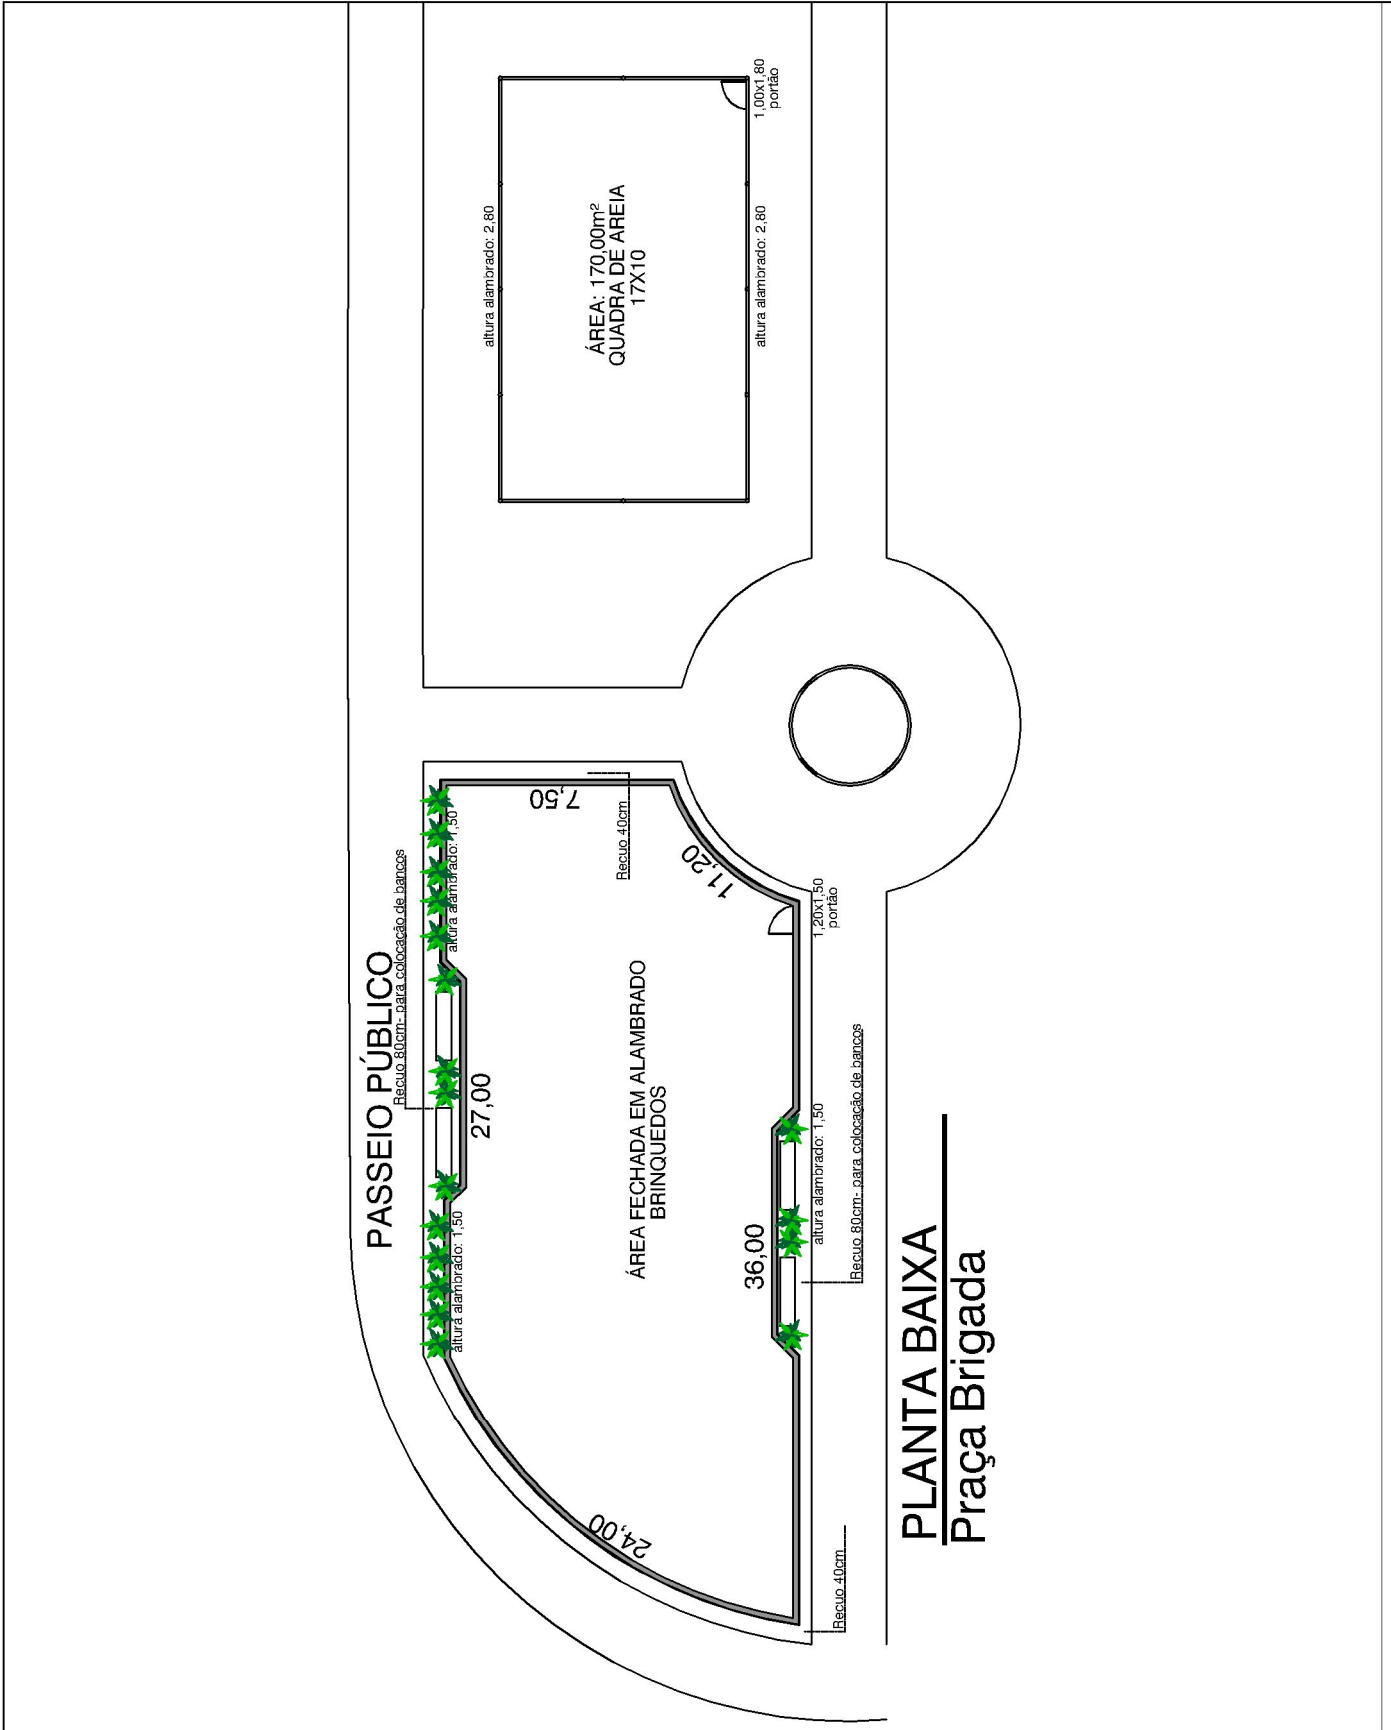 PASSEIO PÚBLICO
Recuo 80cm- para colocação de bancos
altura alambrado: 1,50
altura alambrado: 1,50
27,00
7,50
Recuo 40cm
11,20
1,20x1,50
portão
24,00
ÁREA FECHADA EM ALAMBRADO
BRINQUEDOS
36,00
altura alambrado: 1,50
Recuo 80cm- para colocação de bancos
Recuo 40cm
altura alambrado: 2,80
ÁREA: 170,00m²
QUADRA DE AREIA
17X10
altura alambrado: 2,80
1,00x1,80
portão
PLANTA BAIXA
Praça Brigada